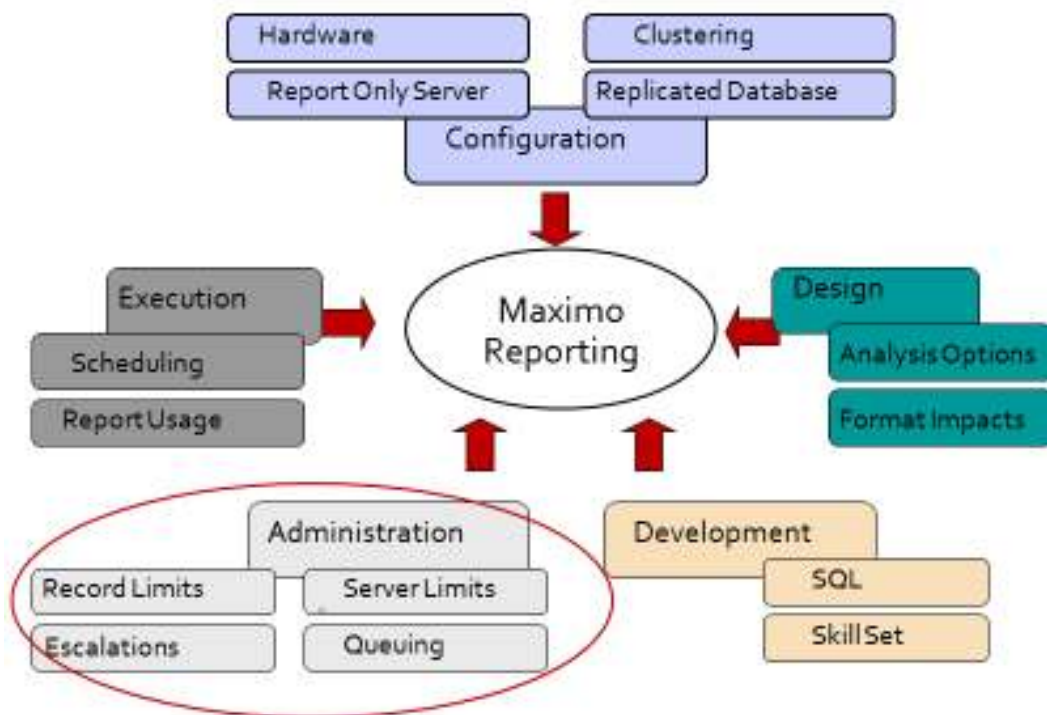 Hardware
Clustering
Report Only Server
Replicated Database
Configuration
Execution
Scheduling
Report Usage
Maximo
Reporting
Design
Analysis Options
Format Impacts
Administration
Record Limits
Server Limits
Escalations
Queuing
Development
SQL
Skill Set